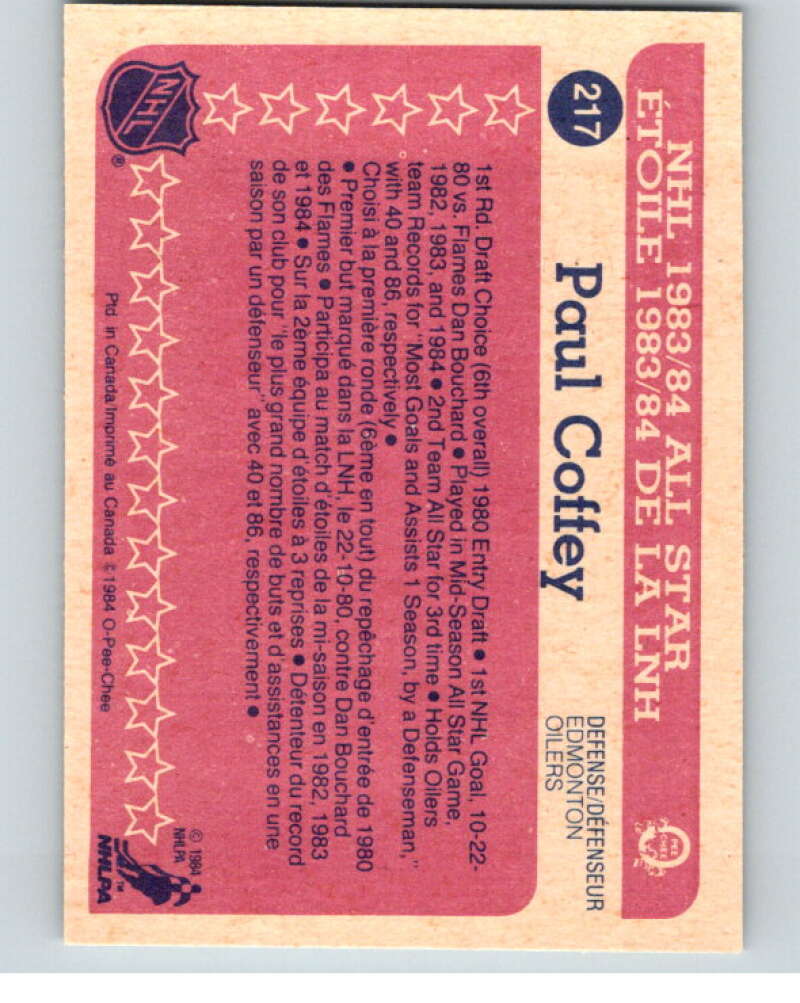 NHL 1983/84 ALL STAR
ÉTOILE 1983/84 DE LA LNH
O PEE CHEE
217
Paul Coffey
DEFENSE/DÉFENSEUR
EDMONTON
OILERS
1st Rd. Draft Choice (6th overall) 1980 Entry Draft ● 1st NHL Goal, 10-22-
80 vs. Flames Dan Bouchard ● Played in Mid-Season All Star Game,
1982, 1983, and 1984 ● 2nd Team All Star for 3rd time ● Holds Oilers
team Records for "Most Goals and Assists 1 Season, by a Defenseman,"
with 40 and 86, respectively ●
Choisi à la première ronde (6ème en tout) du repêchage d'entrée de 1980
● Premier but marqué dans la LNH, le 22-10-80, contre Dan Bouchard
des Flames ● Participa au match d'étoiles de la mi-saison en 1982, 1983
et 1984 ● Sur la 2ème équipe d'étoiles à 3 reprises ● Détenteur du record
de son club pour "le plus grand nombre de buts et d'assistances en une
saison par un défenseur" avec 40 et 86, respectivement ●
NHL
®
© 1984
NHLPA
TM
NHLPA
Ptd. in Canada/Imprimé au Canada © 1984 O-Pee-Chee